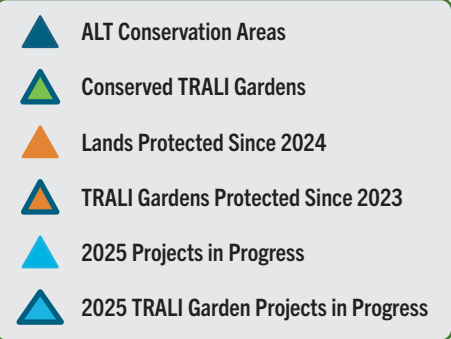 ALT Conservation Areas
Conserved TRALI Gardens
Lands Protected Since 2024
TRALI Gardens Protected Since 2023
2025 Projects in Progress
2025 TRALI Garden Projects in Progress